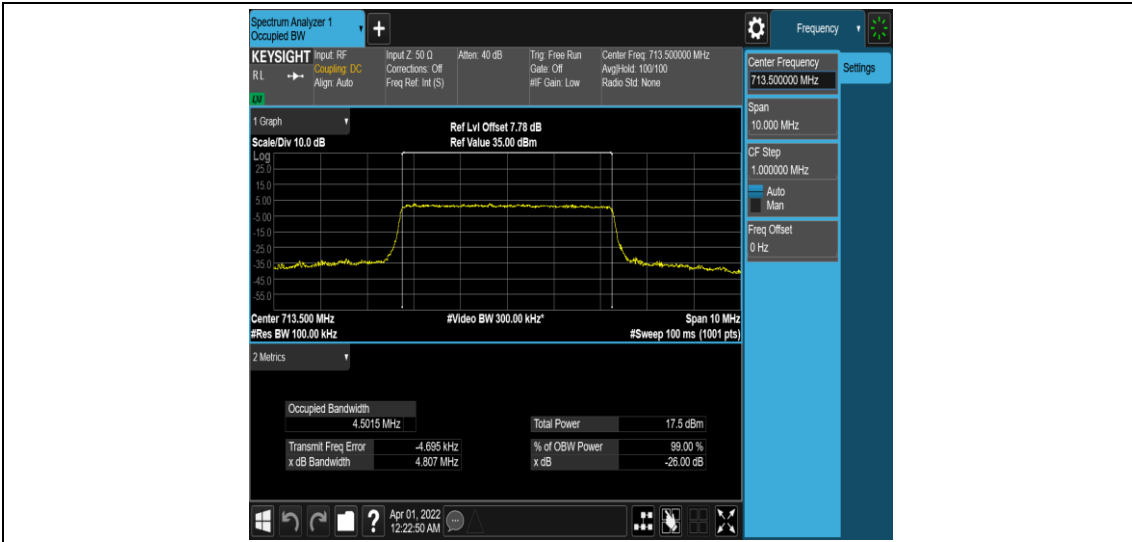 Spectrum Analyzer 1
Occupied BW
+
Frequency
KEYSIGHT
RL
Input: RF
Coupling: DC
Align: Auto
Input Z: 50 Ω
Corrections: Off
Freq Ref: Int (S)
Atten: 40 dB
Trig: Free Run
Gate: Off
#IF Gain: Low
Center Freq: 713.500000 MHz
Avg|Hold: 100/100
Radio Std: None
Center Frequency
713.500000 MHz
Settings
Span
10.000 MHz
CF Step
1.000000 MHz
Auto
Man
Freq Offset
0 Hz
1 Graph
Scale/Div 10.0 dB
Ref Lvl Offset 7.78 dB
Ref Value 35.00 dBm
Log
25.0
15.0
5.00
-5.00
-15.0
-25.0
-35.0
-45.0
-55.0
Center 713.500 MHz
#Video BW 300.00 kHz*
Span 10 MHz
#Res BW 100.00 kHz
#Sweep 100 ms (1001 pts)
2 Metrics
Occupied Bandwidth
4.5015 MHz
Total Power 17.5 dBm
Transmit Freq Error -4.695 kHz
% of OBW Power 99.00 %
x dB Bandwidth 4.807 MHz
x dB -26.00 dB
?
Apr 01, 2022
12:22:50 AM